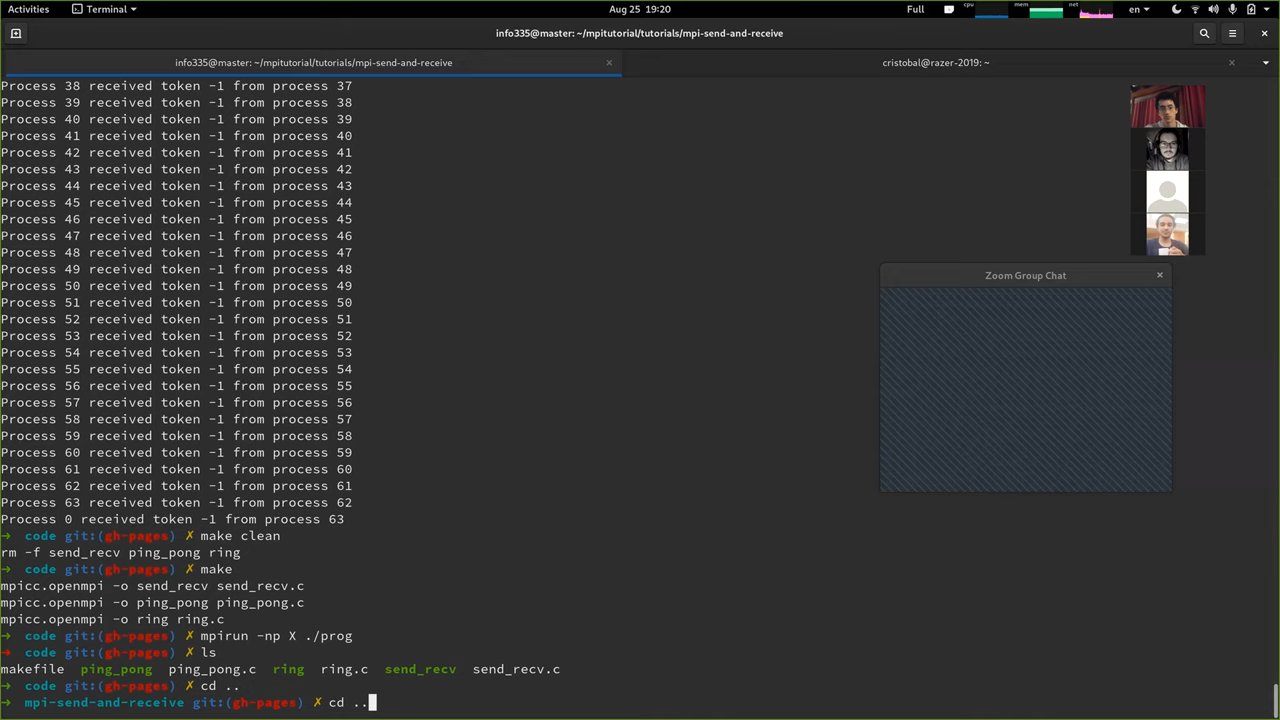 Activities
Terminal
Aug 25 19:20
Full
cpu
mem
net
en
info335@master: ~/mpitutorial/tutorials/mpi-send-and-receive
info335@master: ~/mpitutorial/tutorials/mpi-send-and-receive
cristobal@razer-2019: ~
Process 38 received token -1 from process 37
Process 39 received token -1 from process 38
Process 40 received token -1 from process 39
Process 41 received token -1 from process 40
Process 42 received token -1 from process 41
Process 43 received token -1 from process 42
Process 44 received token -1 from process 43
Process 45 received token -1 from process 44
Process 46 received token -1 from process 45
Process 47 received token -1 from process 46
Process 48 received token -1 from process 47
Process 49 received token -1 from process 48
Process 50 received token -1 from process 49
Process 51 received token -1 from process 50
Process 52 received token -1 from process 51
Process 53 received token -1 from process 52
Process 54 received token -1 from process 53
Process 55 received token -1 from process 54
Process 56 received token -1 from process 55
Process 57 received token -1 from process 56
Process 58 received token -1 from process 57
Process 59 received token -1 from process 58
Process 60 received token -1 from process 59
Process 61 received token -1 from process 60
Process 62 received token -1 from process 61
Process 63 received token -1 from process 62
Process 0 received token -1 from process 63
→ code git:(gh-pages) ✗ make clean
rm -f send_recv ping_pong ring
→ code git:(gh-pages) ✗ make
mpicc.openmpi -o send_recv send_recv.c
mpicc.openmpi -o ping_pong ping_pong.c
mpicc.openmpi -o ring ring.c
→ code git:(gh-pages) ✗ mpirun -np X ./prog
→ code git:(gh-pages) ✗ ls
makefile ping_pong ping_pong.c ring ring.c send_recv send_recv.c
→ code git:(gh-pages) ✗ cd ..
→ mpi-send-and-receive git:(gh-pages) ✗ cd ..
Zoom Group Chat